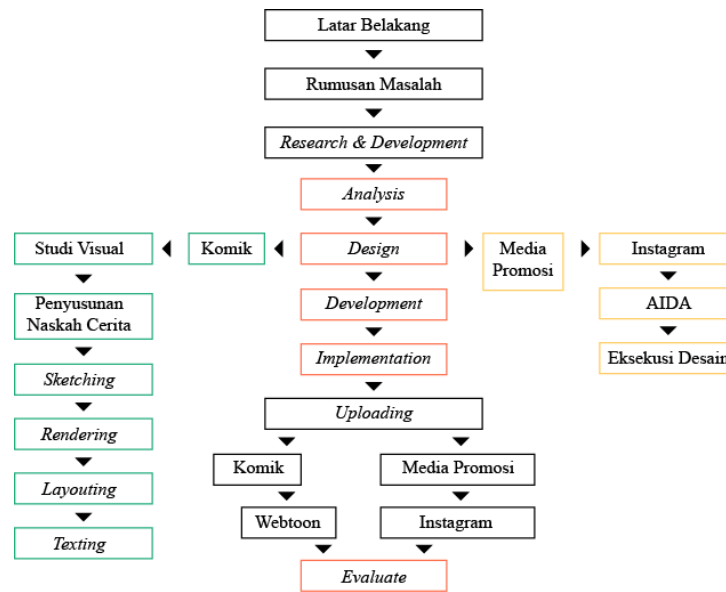 Latar Belakang
Rumusan Masalah
Research & Development
Analysis
Studi Visual
Komik
Design
Media
Promosi
Instagram
Penyusunan
Naskah Cerita
Development
AIDA
Sketching
Implementation
Eksekusi Desain
Rendering
Uploading
Layouting
Komik
Media Promosi
Texting
Webtoon
Instagram
Evaluate